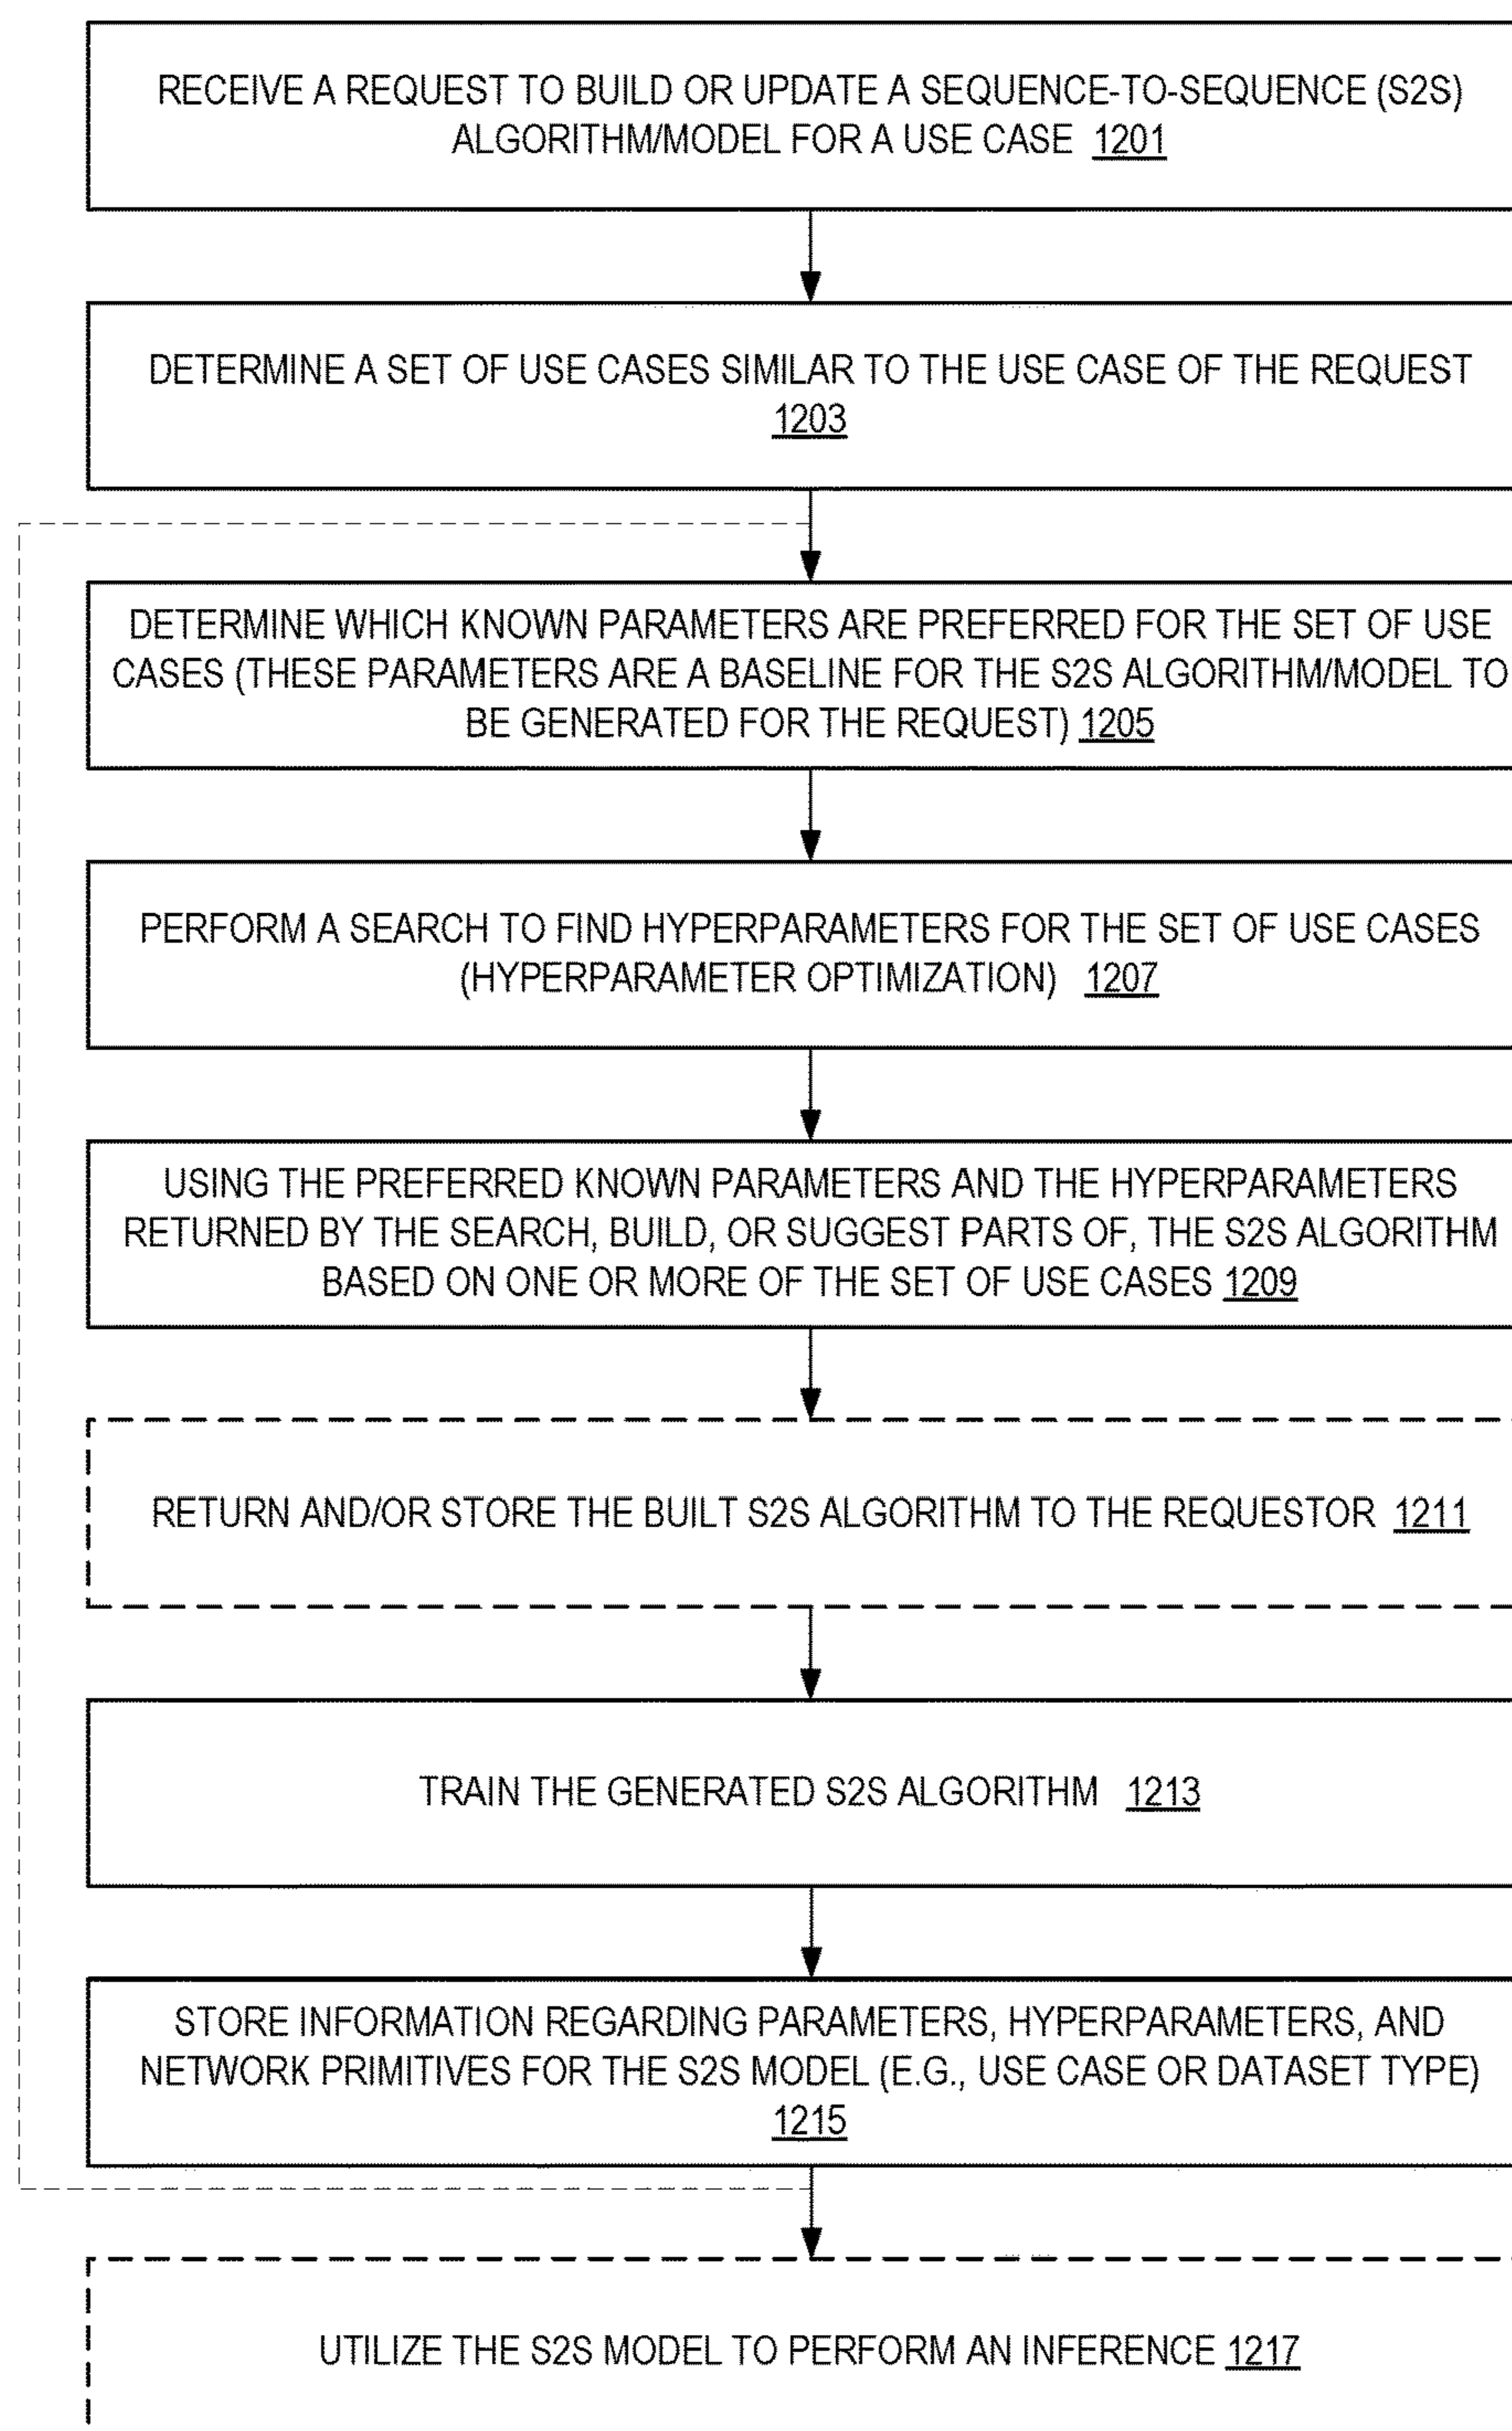 RECEIVE A REQUEST TO BUILD OR UPDATE A SEQUENCE-TO-SEQUENCE (S2S)
ALGORITHM/MODEL FOR A USE CASE 1201
DETERMINE A SET OF USE CASES SIMILAR TO THE USE CASE OF THE REQUEST
1203
DETERMINE WHICH KNOWN PARAMETERS ARE PREFERRED FOR THE SET OF USE
CASES (THESE PARAMETERS ARE A BASELINE FOR THE S2S ALGORITHM/MODEL TO
BE GENERATED FOR THE REQUEST) 1205
PERFORM A SEARCH TO FIND HYPERPARAMETERS FOR THE SET OF USE CASES
(HYPERPARAMETER OPTIMIZATION) 1207
USING THE PREFERRED KNOWN PARAMETERS AND THE HYPERPARAMETERS
RETURNED BY THE SEARCH, BUILD, OR SUGGEST PARTS OF, THE S2S ALGORITHM
BASED ON ONE OR MORE OF THE SET OF USE CASES 1209
RETURN AND/OR STORE THE BUILT S2S ALGORITHM TO THE REQUESTOR 1211
TRAIN THE GENERATED S2S ALGORITHM 1213
STORE INFORMATION REGARDING PARAMETERS, HYPERPARAMETERS, AND
NETWORK PRIMITIVES FOR THE S2S MODEL (E.G., USE CASE OR DATASET TYPE)
1215
UTILIZE THE S2S MODEL TO PERFORM AN INFERENCE 1217